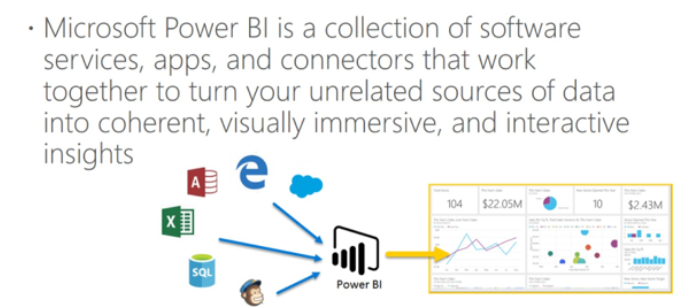 • Microsoft Power BI is a collection of software
services, apps, and connectors that work
together to turn your unrelated sources of data
into coherent, visually immersive, and interactive
insights
A
e
X
SQL
Power BI
104
$22.05M
10
$2.43M